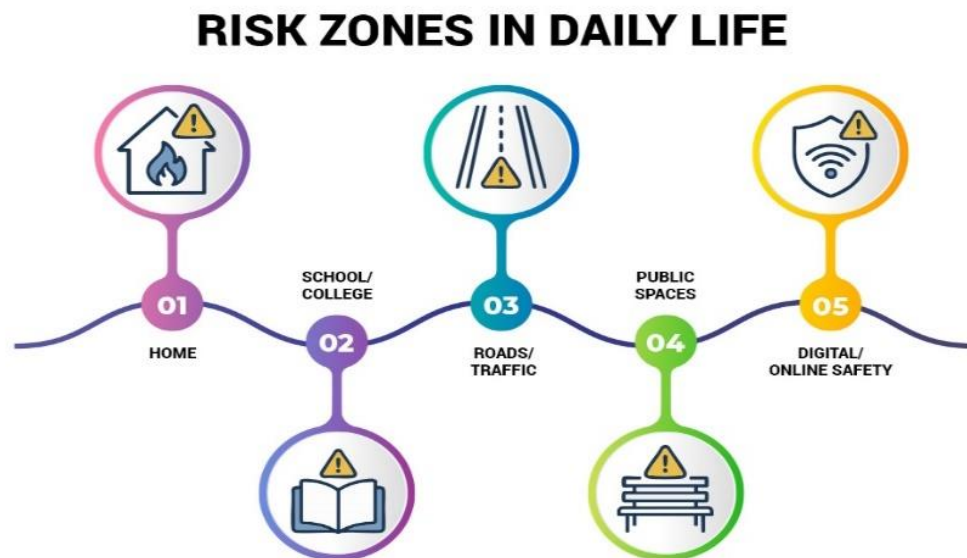 RISK ZONES IN DAILY LIFE
01
HOME
SCHOOL/
COLLEGE
02
03
ROADS/
TRAFFIC
PUBLIC
SPACES
04
05
DIGITAL/
ONLINE SAFETY